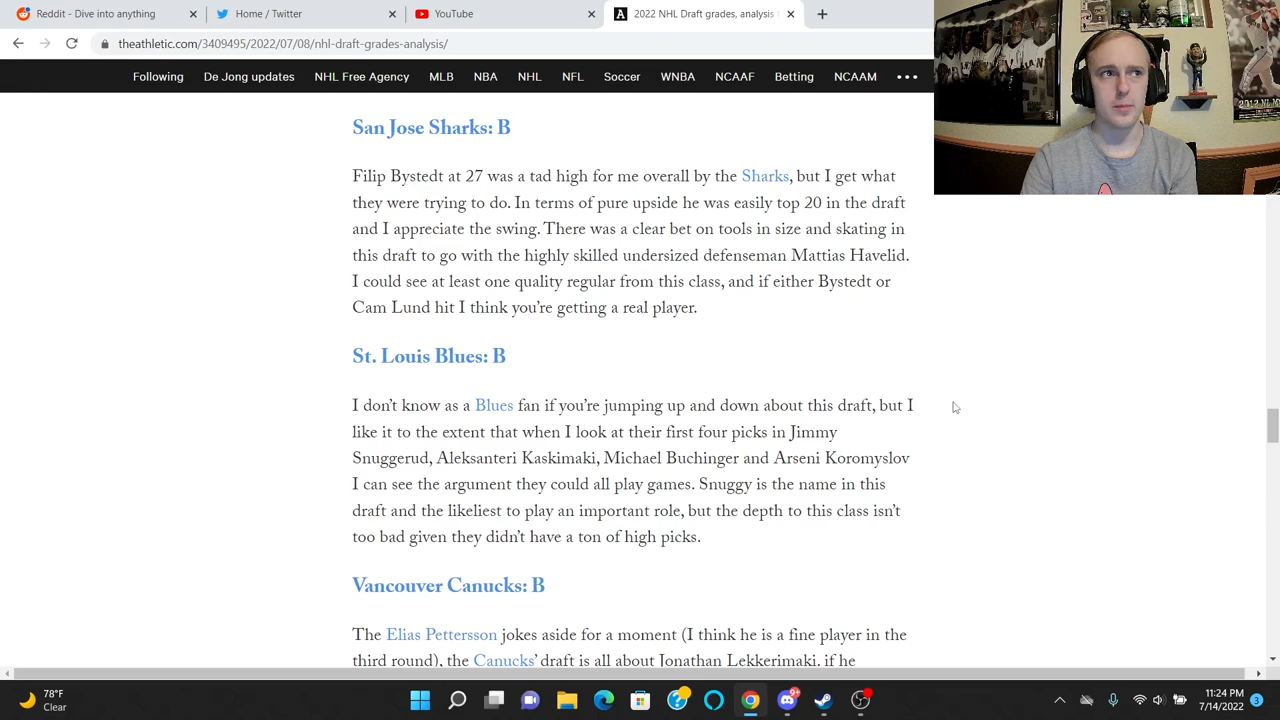 Reddit - Dive into anything
Home / Twitter
YouTube
2022 NHL Draft grades, analysis
theathletic.com/3409495/2022/07/08/nhl-draft-grades-analysis/
Following De Jong updates NHL Free Agency MLB NBA NHL NFL Soccer WNBA NCAAF Betting NCAAM
San Jose Sharks: B
Filip Bystedt at 27 was a tad high for me overall by the Sharks, but I get what
they were trying to do. In terms of pure upside he was easily top 20 in the draft
and I appreciate the swing. There was a clear bet on tools in size and skating in
this draft to go with the highly skilled undersized defenseman Mattias Havelid.
I could see at least one quality regular from this class, and if either Bystedt or
Cam Lund hit I think you’re getting a real player.
St. Louis Blues: B
I don’t know as a Blues fan if you’re jumping up and down about this draft, but I
like it to the extent that when I look at their first four picks in Jimmy
Snuggerud, Aleksanteri Kaskimaki, Michael Buchinger and Arseni Koromyslov
I can see the argument they could all play games. Snuggy is the name in this
draft and the likeliest to play an important role, but the depth to this class isn’t
too bad given they didn’t have a ton of high picks.
Vancouver Canucks: B
The Elias Pettersson jokes aside for a moment (I think he is a fine player in the
third round), the Canucks’ draft is all about Jonathan Lekkerimaki. if he
78°F
Clear
11:24 PM
7/14/2022
3